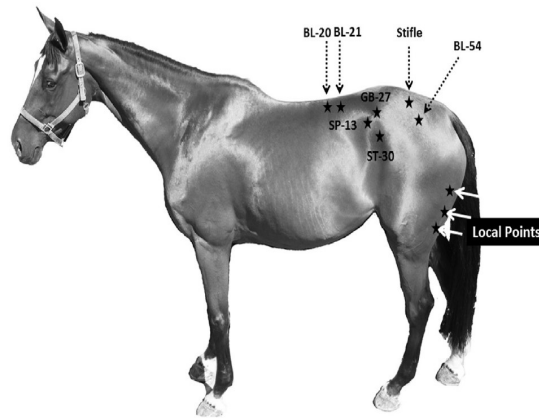 BL-20 BL-21 Stifle
BL-54
GB-27
SP-13
ST-30
Local Points